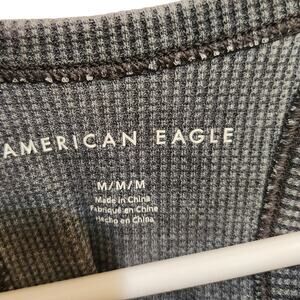 AMERICAN EAGLE
M/M/M
Made in China
Fabriqué en Chine
Hecho en China